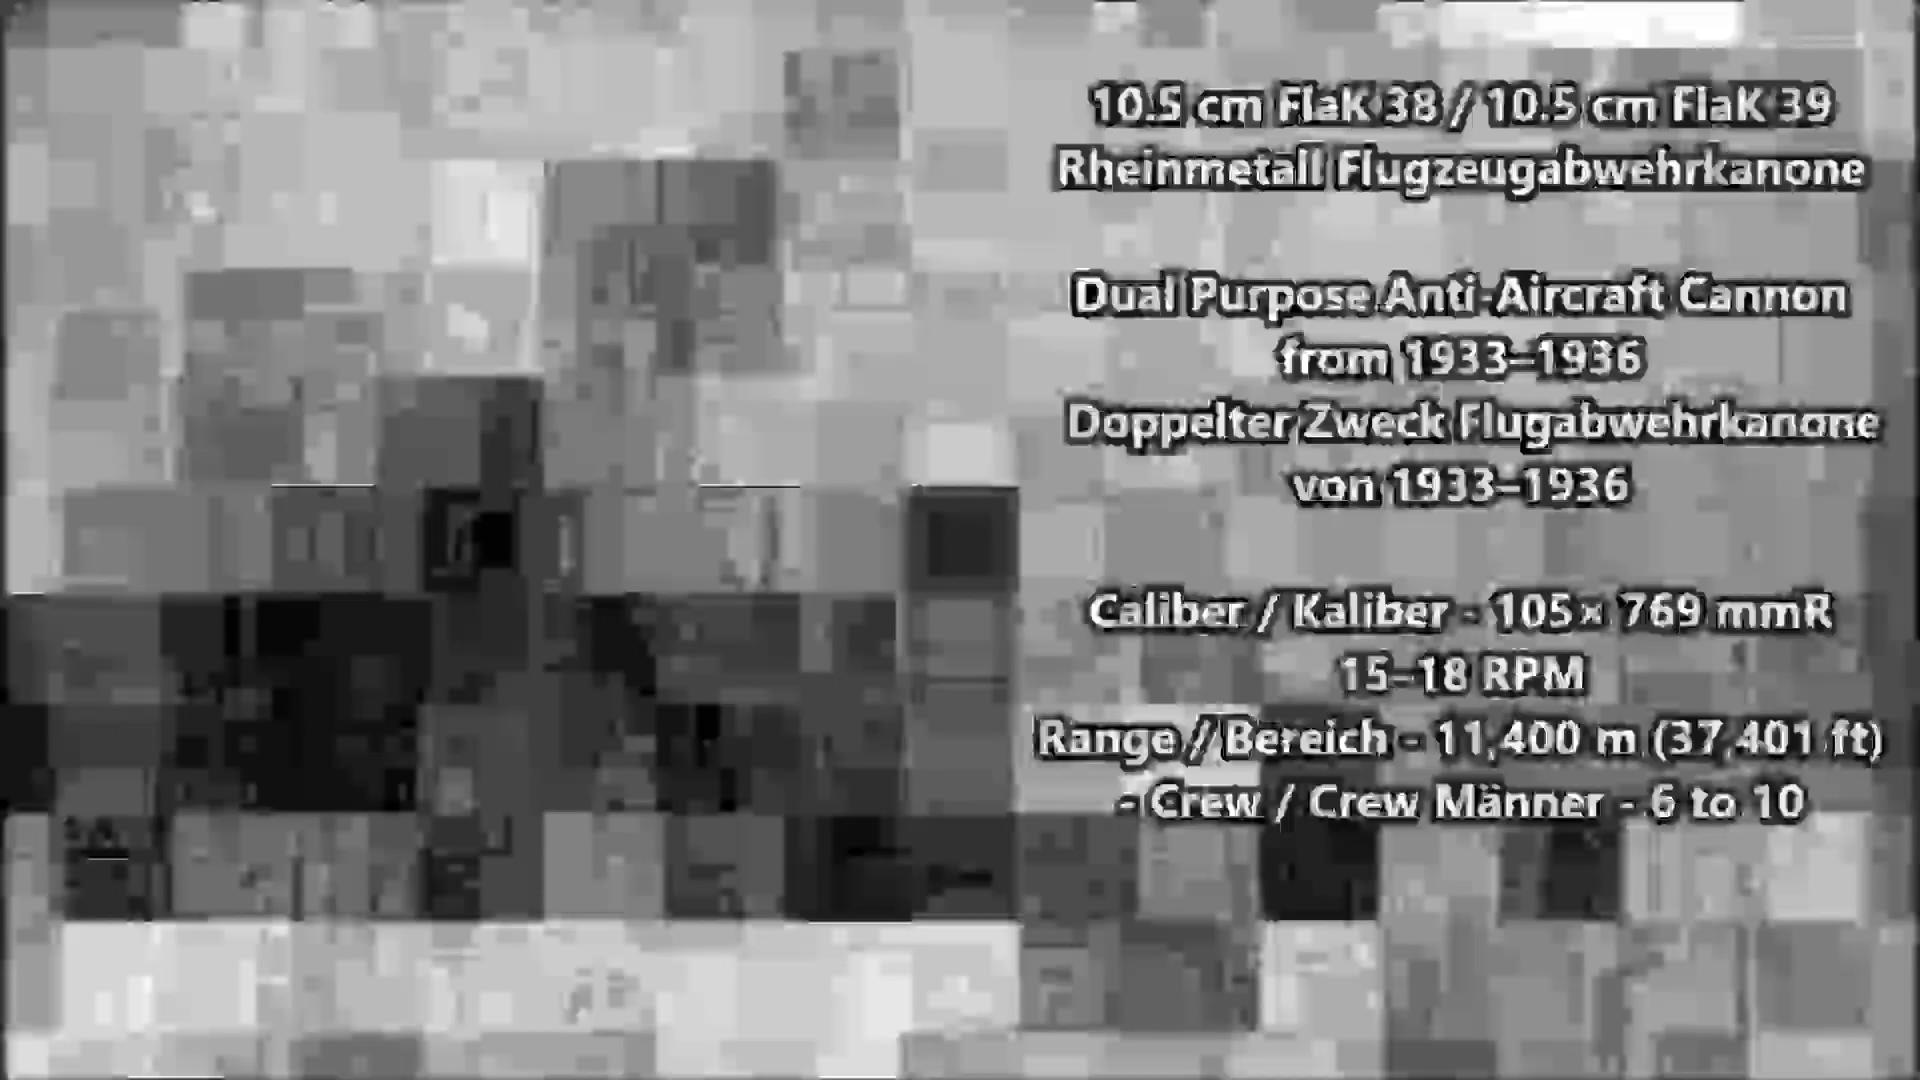 10.5 cm FlaK 38 / 10.5 cm FlaK 39
Rheinmetall Flugzeugabwehrkanone
Dual Purpose Anti-Aircraft Cannon
from 1933–1936
Doppelter Zweck Flugabwehrkanone
von 1933–1936
Caliber / Kaliber - 105× 769 mmR
15–18 RPM
Range // Bereich - 11,400 m (37,401 ft)
- Crew / Crew Männer - 6 to 10